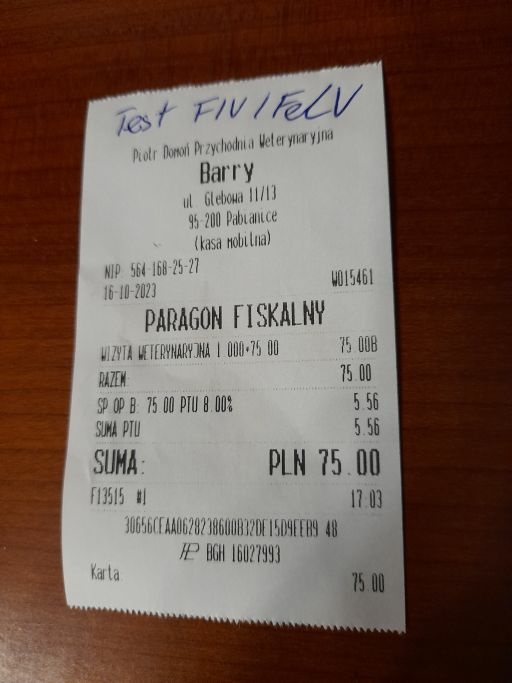 Test FIV/FeLV
Piotr Domoń Przychodnia Weterynaryjna
Barry
ul. Glebowa 11/13
95-200 Pabianice
(kasa mobilna)
NIP: 564-168-25-27
16-10-2023 W015461
PARAGON FISKALNY
WIZYTA WETERYNARYJNA 1.000*75.00 75.00B
RAZEM: 75.00
SP.OP.B: 75.00 PTU 8.00% 5.56
SUMA PTU 5.56
SUMA: PLN 75.00
F13515 #1 17:03
30656CEAA0628238600B32DE15D9EEB9 48
BGH 16027993
Karta: 75.00